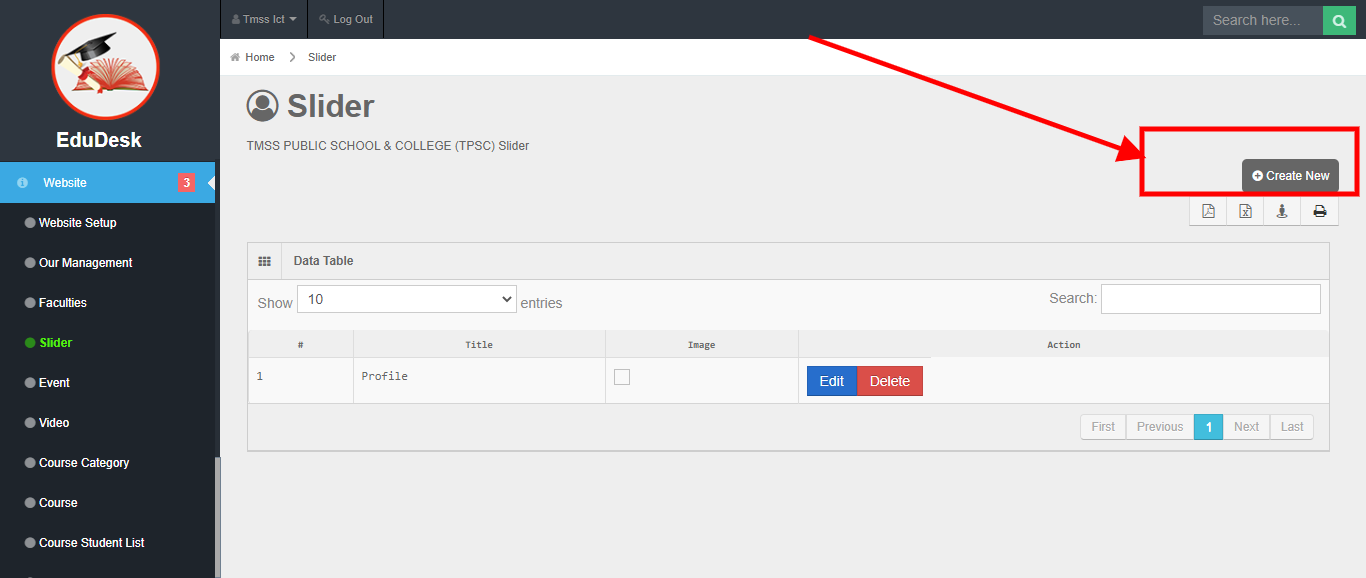 Tmss Ict Log Out Search here...
EduDesk
Home Slider
Slider
TMSS PUBLIC SCHOOL & COLLEGE (TPSC) Slider
Create New
Website 3
Website Setup
Our Management
Faculties
Slider
Event
Video
Course Category
Course
Course Student List
Data Table
Show 10 entries Search:
# Title Image Action
1 Profile Edit Delete
First Previous 1 Next Last